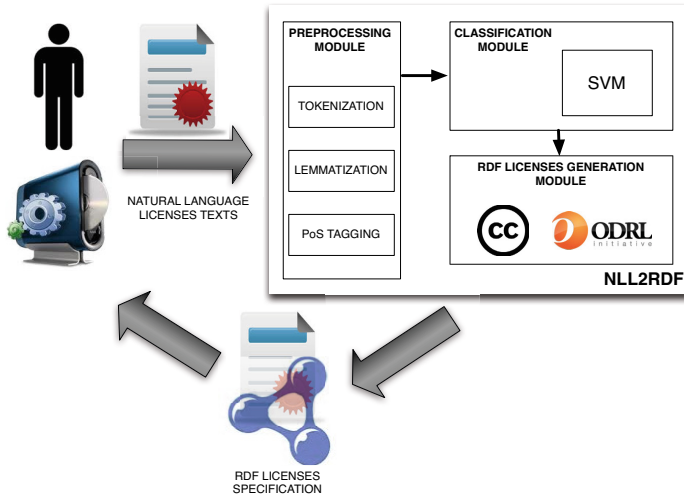 PREPROCESSING
MODULE
TOKENIZATION
LEMMATIZATION
PoS TAGGING
CLASSIFICATION
MODULE
SVM
RDF LICENSES GENERATION
MODULE
cc
ODRL
initiative
NLL2RDF
NATURAL LANGUAGE
LICENSES TEXTS
RDF LICENSES
SPECIFICATION